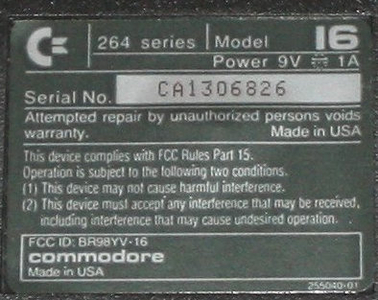 264 series Model 16
Power 9V ⎓ 1A
Serial No. CA1306826
Attempted repair by unauthorized persons voids
warranty. Made in USA
This device complies with FCC Rules Part 15.
Operation is subject to the following two conditions.
(1) This device may not cause harmful interference.
(2) This device must accept any interference that may be received,
including interference that may cause undesired operation.
FCC ID: BR98YV-16
commodore
Made in USA
255040-01